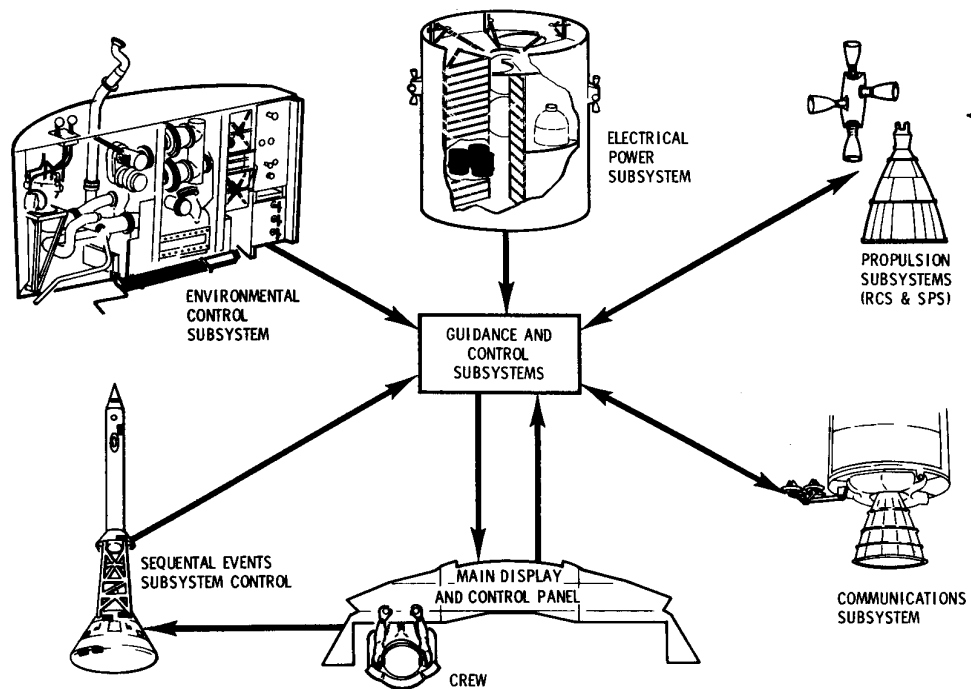 ELECTRICAL
POWER
SUBSYSTEM
PROPULSION
SUBSYSTEMS
(RCS & SPS)
ENVIRONMENTAL
CONTROL
SUBSYSTEM
GUIDANCE AND
CONTROL
SUBSYSTEMS
SEQUENTAL EVENTS
SUBSYSTEM CONTROL
MAIN DISPLAY
AND CONTROL PANEL
COMMUNICATIONS
SUBSYSTEM
CREW